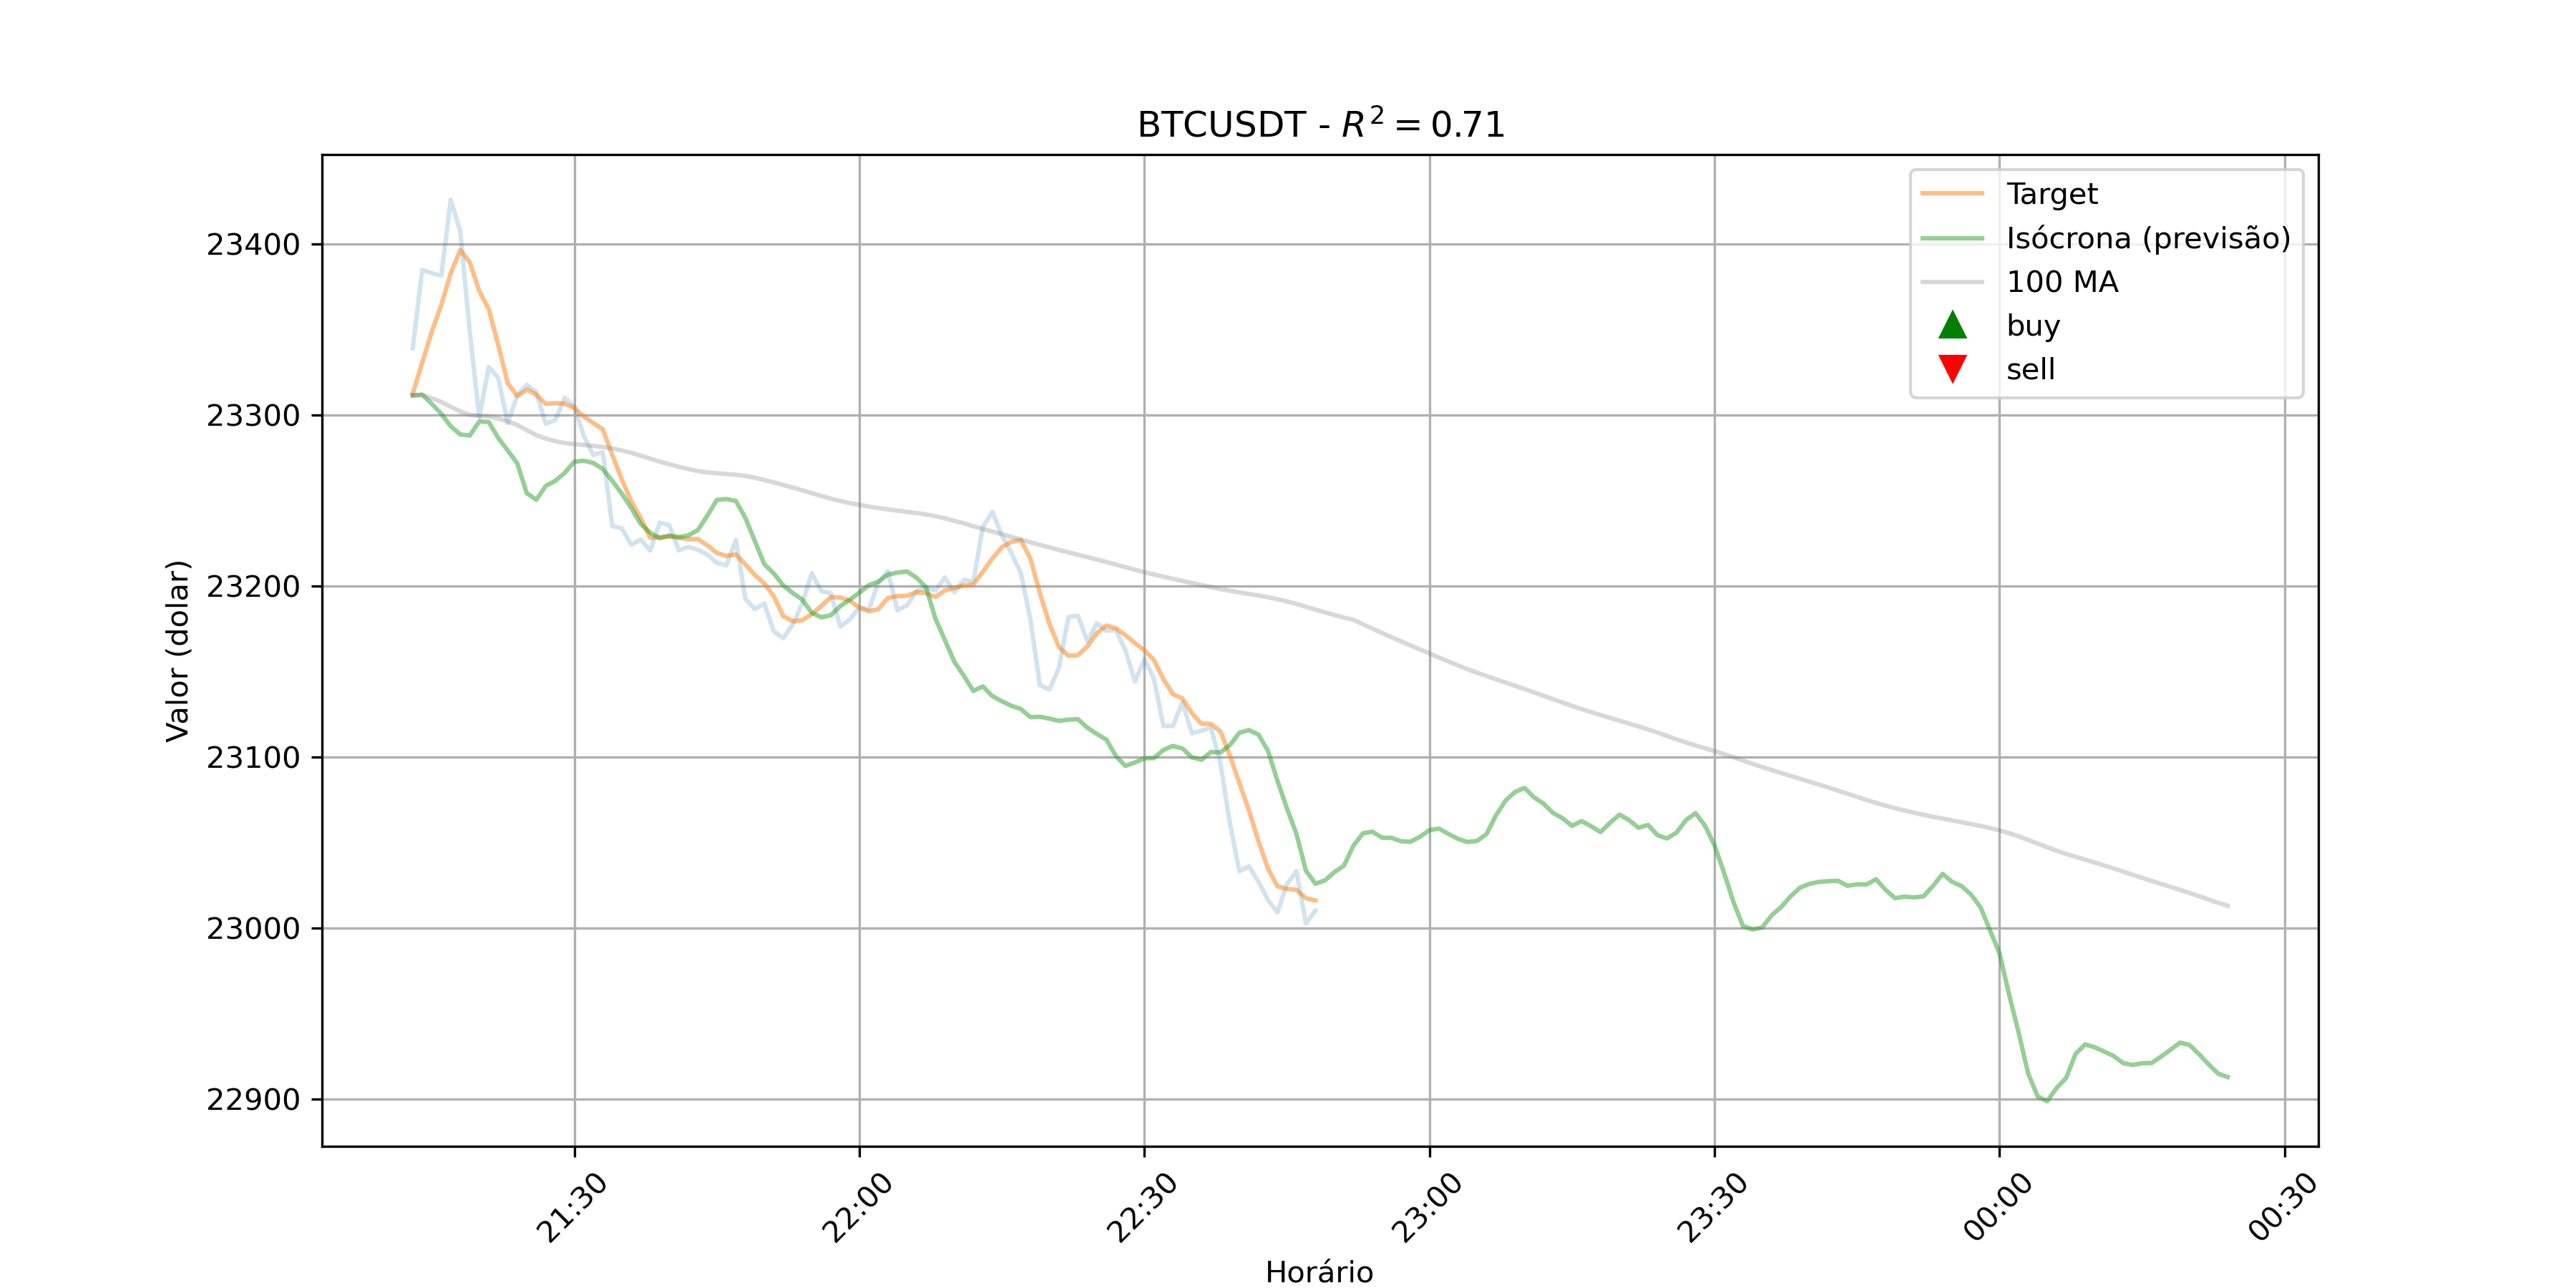 BTCUSDT - R² = 0.71
Target
Isócrona (previsão)
100 MA
buy
sell
Valor (dolar)
23400
23300
23200
23100
23000
22900
21:30
22:00
22:30
23:00
23:30
00:00
00:30
Horário